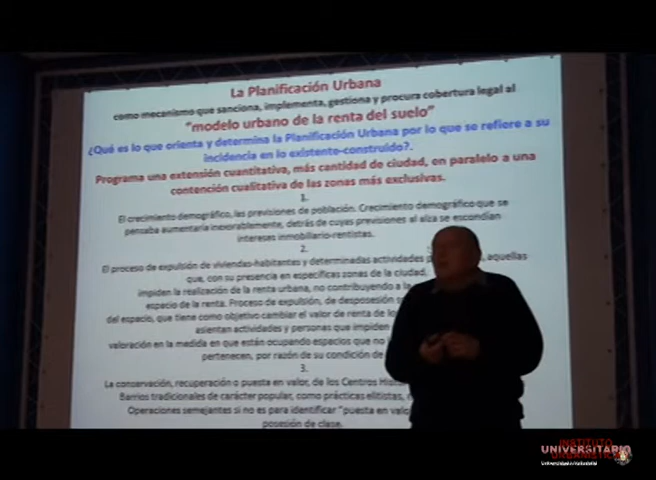 La Planificación Urbana
como mecanismo que sanciona, implementa, gestiona y procura cobertura legal al
"modelo urbano de la renta del suelo"
¿Qué es lo que orienta y determina la Planificación Urbana por lo que se refiere a su
incidencia en lo existente-construido?.
Programa una extensión cuantitativa, más cantidad de ciudad, en paralelo a una
contención cualitativa de las zonas más exclusivas.
1.
El crecimiento demográfico, las previsiones de población. Crecimiento demográfico que se
pensaba aumentaría inexorablemente, detrás de cuyas previsiones al alza se escondían
intereses inmobiliario-rentistas.
2.
El proceso de expulsión de viviendas-habitantes y determinadas actividades aquellas
que, con su presencia en específicas zonas de la ciudad,
impiden la realización de la renta urbana, no contribuyendo a la
espacio de la renta. Proceso de expulsión, de desposesión
del espacio, que tiene como objetivo cambiar el valor de renta de
asientan actividades y personas que impiden
valoración en la medida en que están ocupando espacios que no
pertenecen, por razón de su condición de
3.
La conservación, recuperación o puesta en valor, de los Centros
Barrios tradicionales de carácter popular, como prácticas elitistas,
Operaciones semejantes si no es para identificar "puesta en
posesión de clase.
INSTITUTO
UNIVERSITARIO
URBANÍSTICA
Universidad de Valladolid